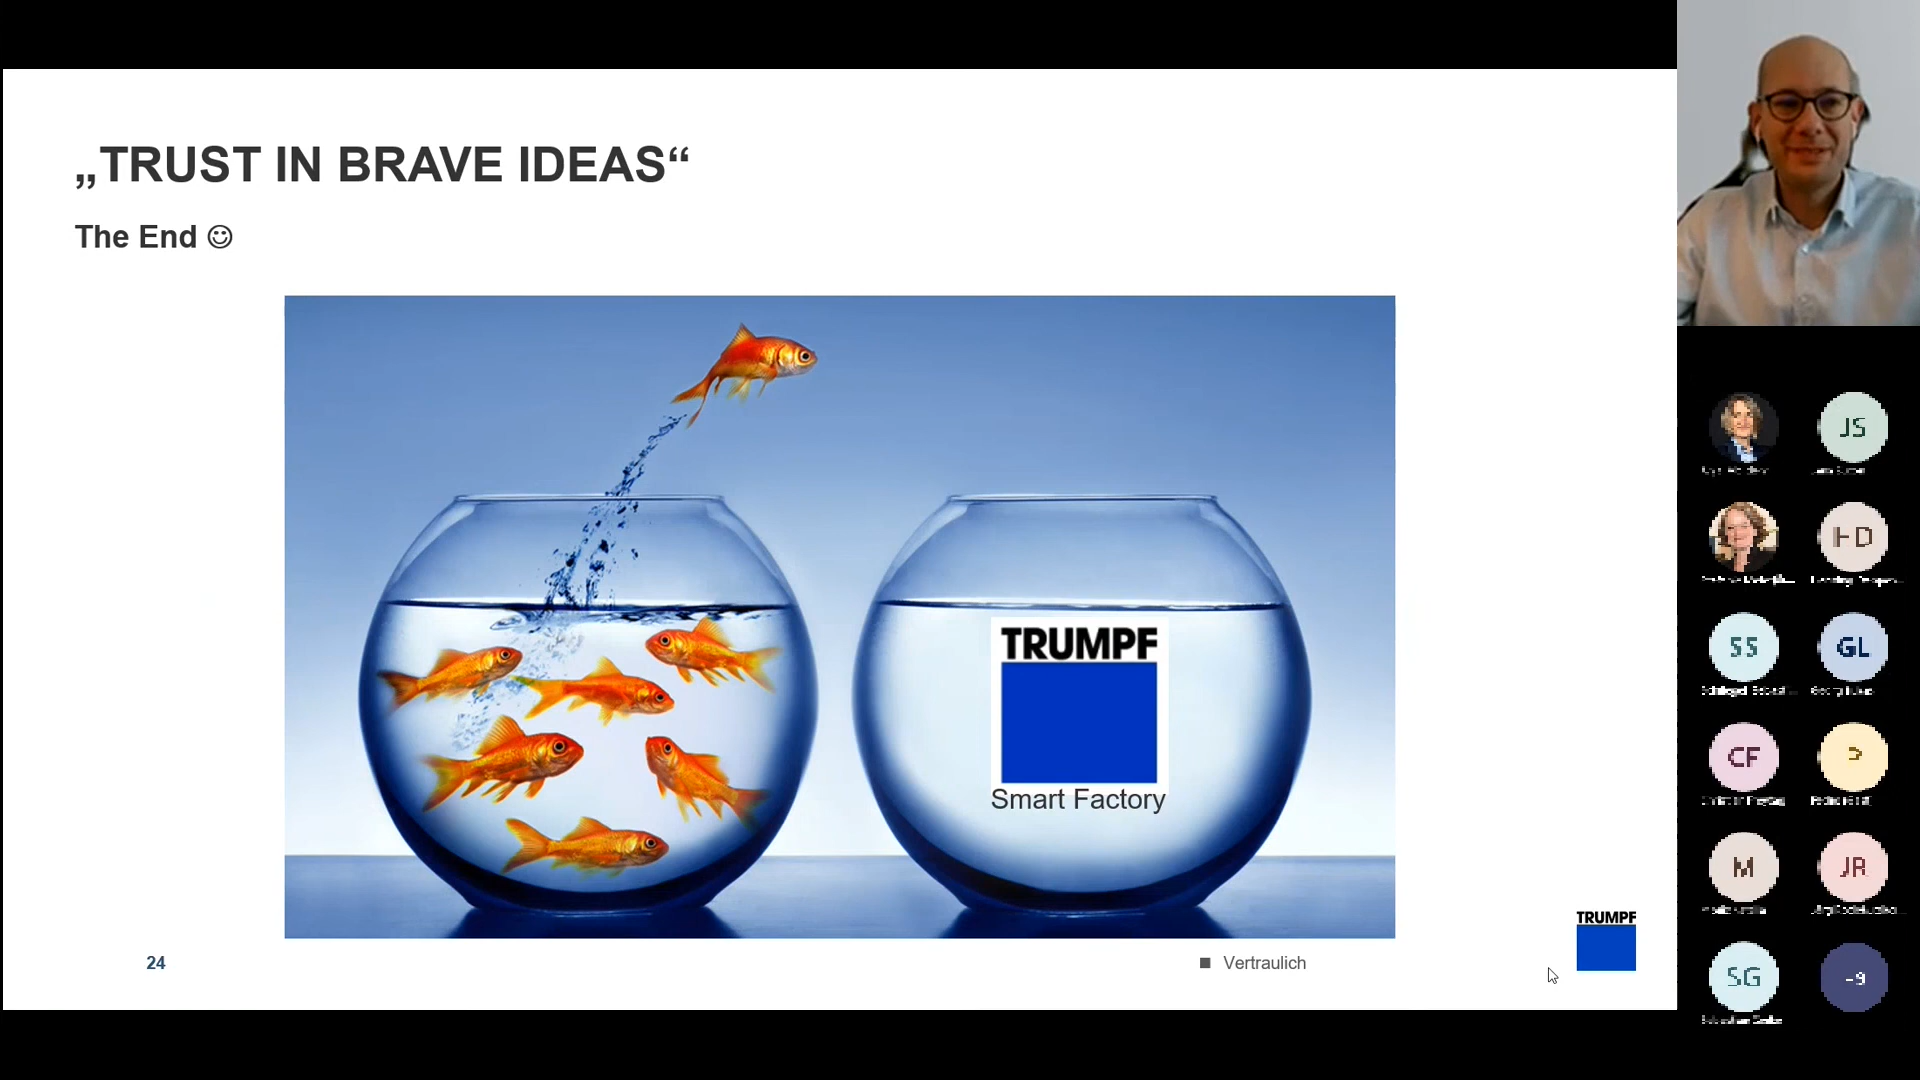 „TRUST IN BRAVE IDEAS“
The End ☺
TRUMPF
Smart Factory
24
■ Vertraulich
TRUMPF
JS
HD
SS
GL
CF
P
M
JR
SG